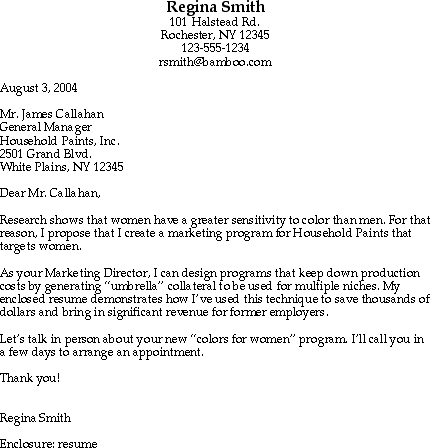 Regina Smith
101 Halstead Rd.
Rochester, NY 12345
123-555-1234
rsmith@bamboo.com
August 3, 2004
Mr. James Callahan
General Manager
Household Paints, Inc.
2501 Grand Blvd.
White Plains, NY 12345
Dear Mr. Callahan,
Research shows that women have a greater sensitivity to color than men. For that
reason, I propose that I create a marketing program for Household Paints that
targets women.
As your Marketing Director, I can design programs that keep down production
costs by generating “umbrella” collateral to be used for multiple niches. My
enclosed resume demonstrates how I’ve used this technique to save thousands of
dollars and bring in significant revenue for former employers.
Let’s talk in person about your new “colors for women” program. I’ll call you in
a few days to arrange an appointment.
Thank you!
Regina Smith
Enclosure: resume